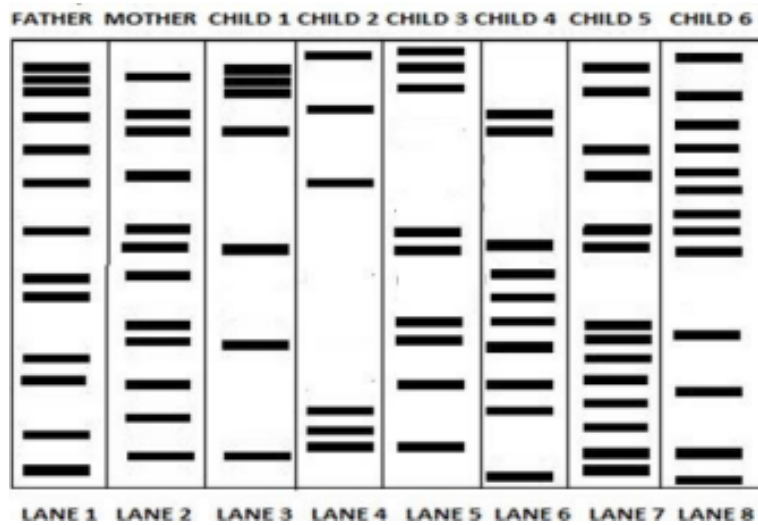 FATHER MOTHER CHILD 1 CHILD 2 CHILD 3 CHILD 4 CHILD 5 CHILD 6
LANE 1 LANE 2 LANE 3 LANE 4 LANE 5 LANE 6 LANE 7 LANE 8